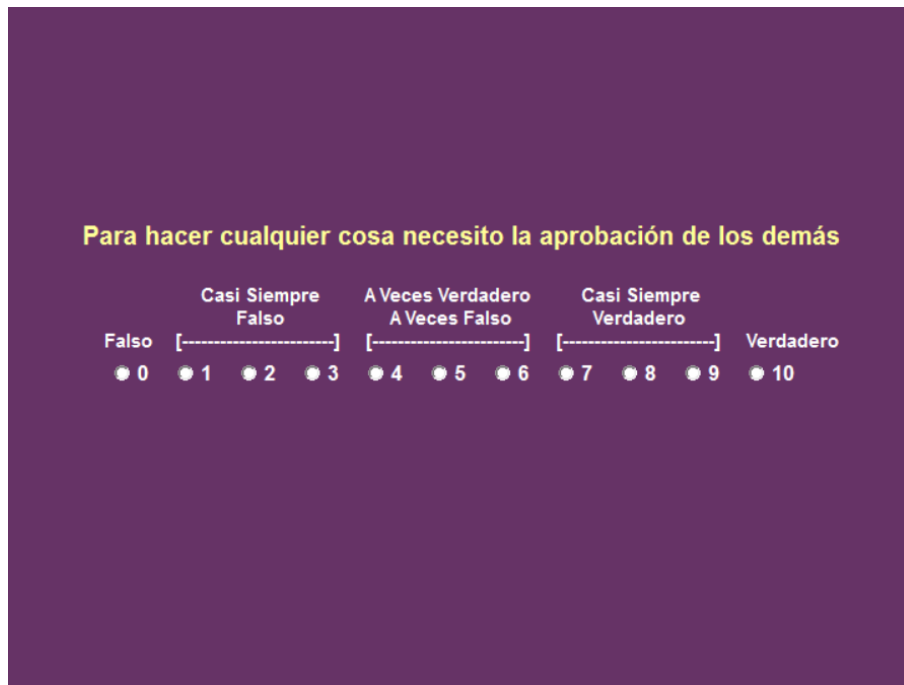 Para hacer cualquier cosa necesito la aprobación de los demás
Casi Siempre A Veces Verdadero Casi Siempre
Falso A Veces Falso Verdadero
Falso [------------------------] [------------------------] [------------------------] Verdadero
0 1 2 3 4 5 6 7 8 9 10